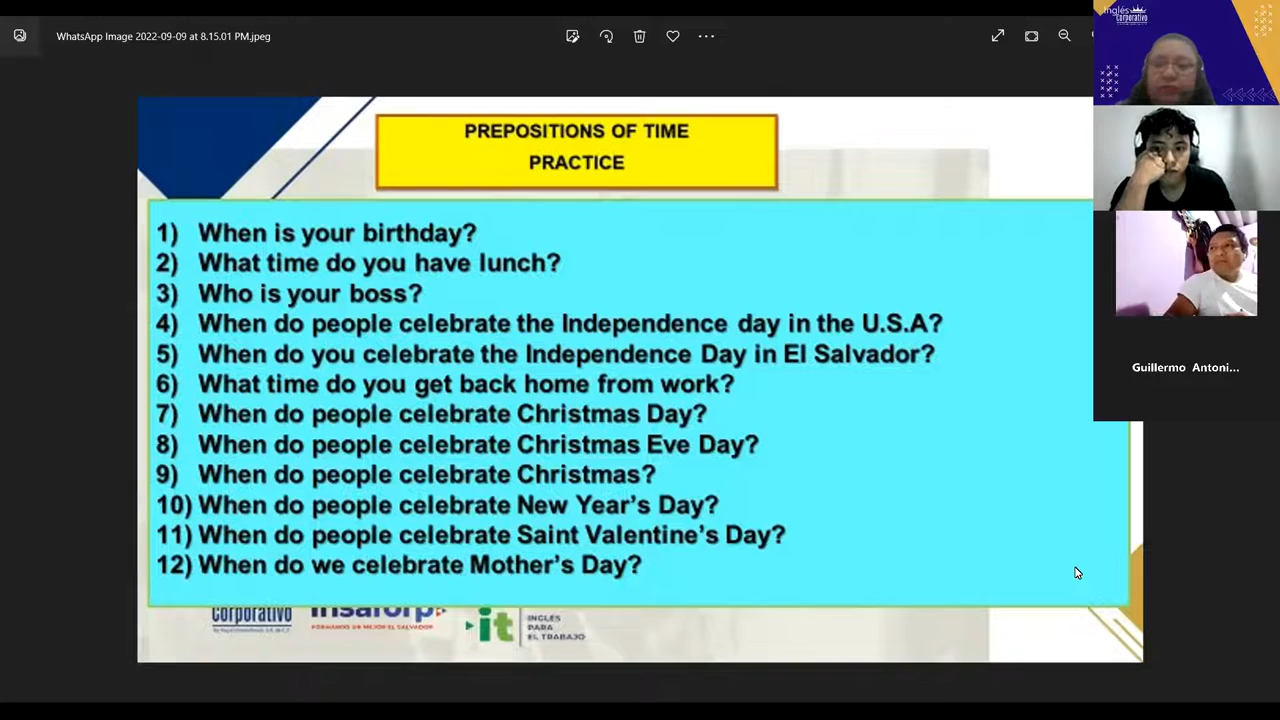 WhatsApp Image 2022-09-09 at 8.15.01 PM.jpeg
Inglés
Corporativo
PREPOSITIONS OF TIME
PRACTICE
1) When is your birthday?
2) What time do you have lunch?
3) Who is your boss?
4) When do people celebrate the Independence day in the U.S.A?
5) When do you celebrate the Independence Day in El Salvador?
6) What time do you get back home from work?
7) When do people celebrate Christmas Day?
8) When do people celebrate Christmas Eve Day?
9) When do people celebrate Christmas?
10) When do people celebrate New Year's Day?
11) When do people celebrate Saint Valentine's Day?
12) When do we celebrate Mother's Day?
Guillermo Antoni...
Corporativo
insaforp
FORMANDO UN MEJOR EL SALVADOR
it
INGLES
PARA
EL TRABAJO